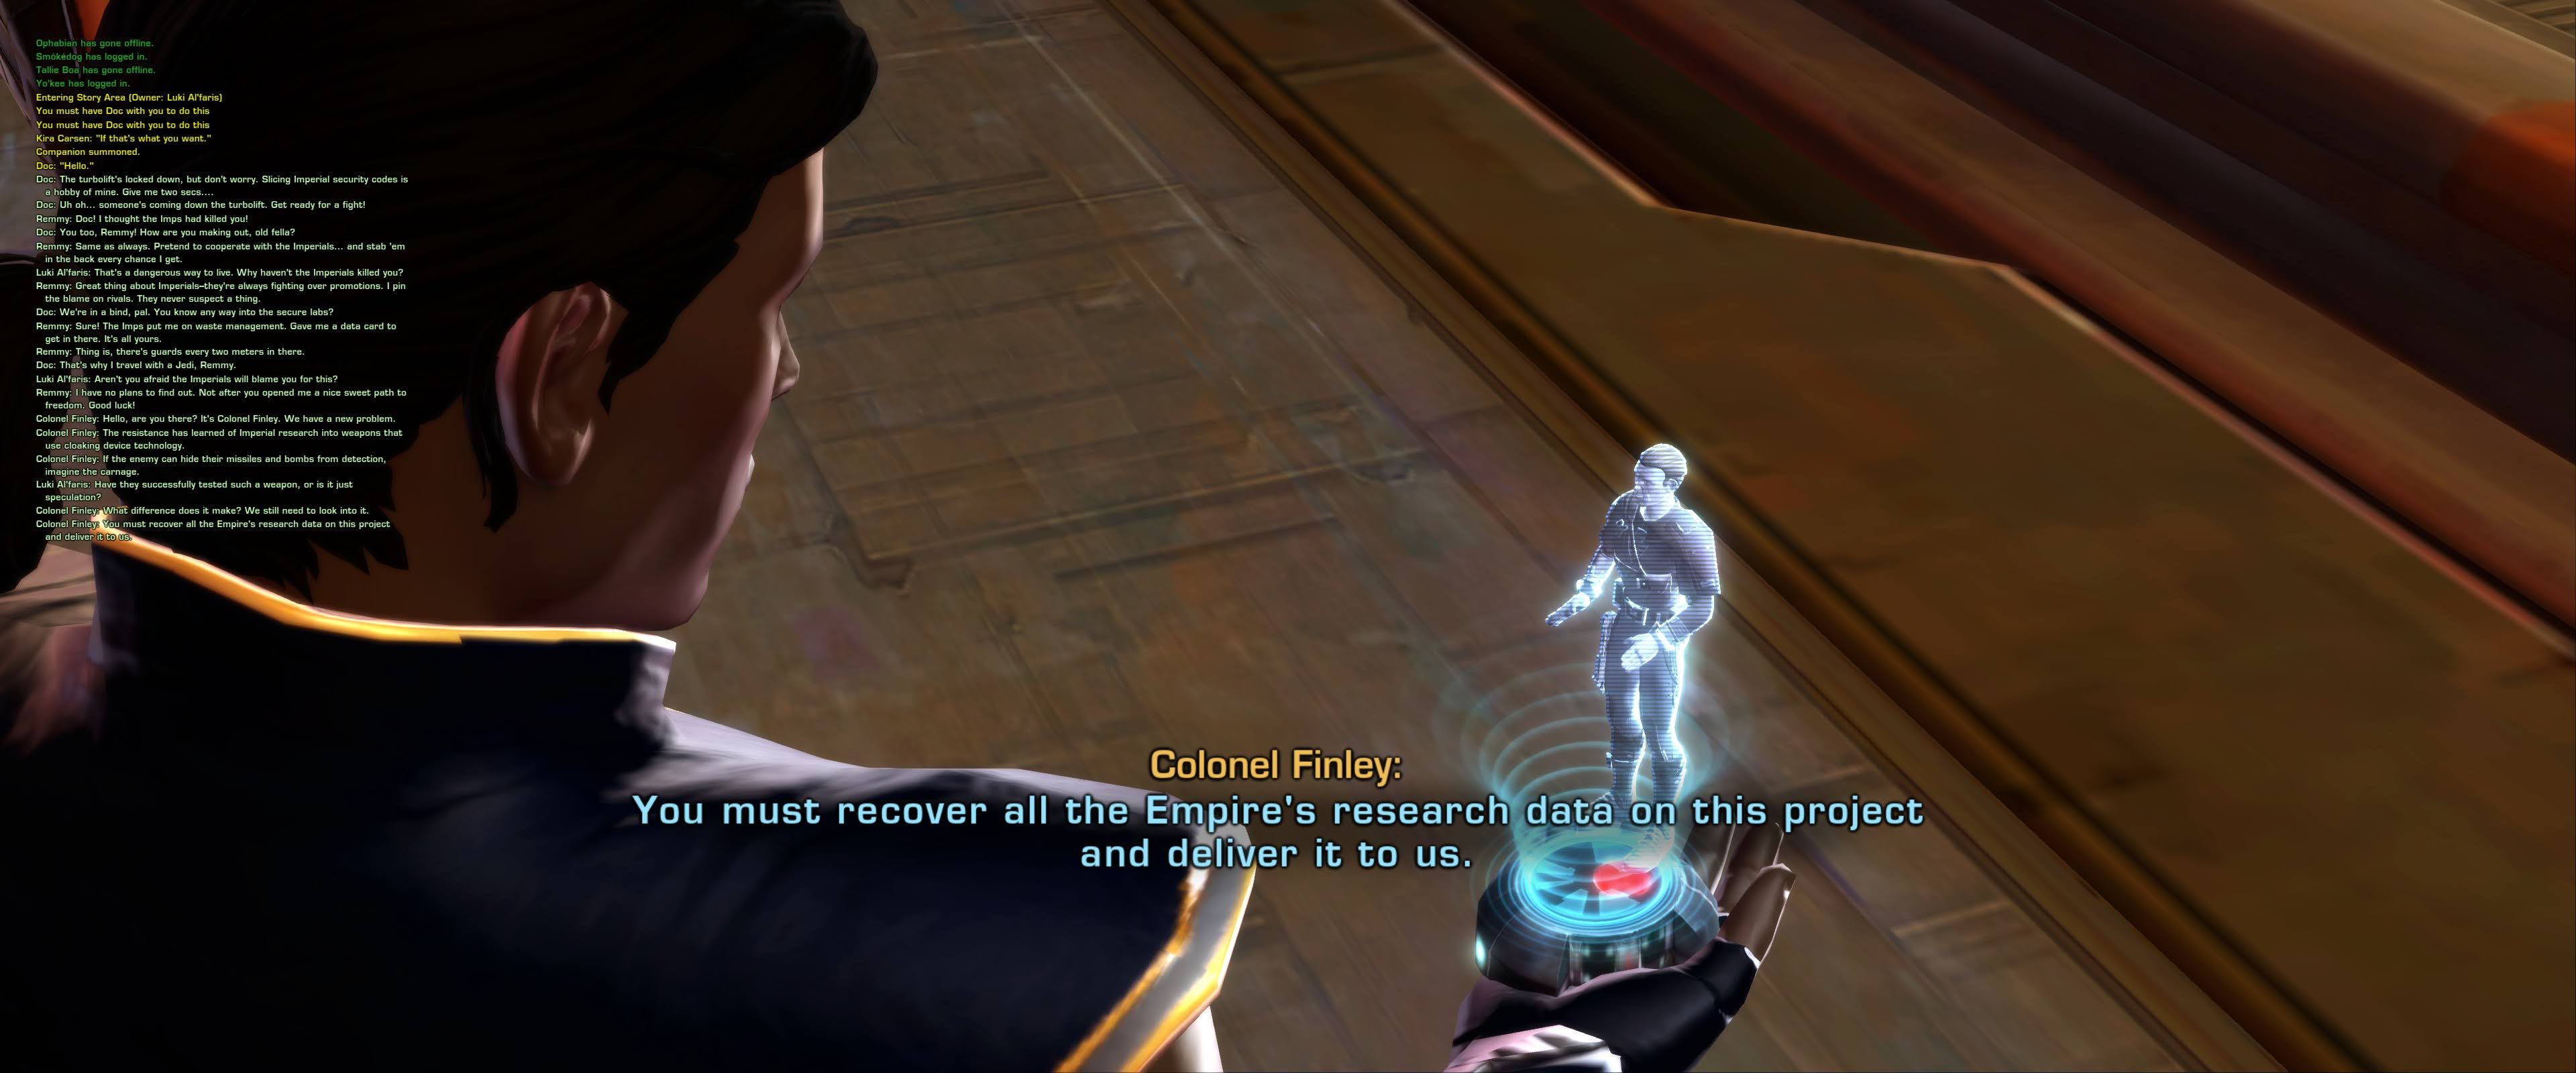 Ophabian has gone offline.
Smókédog has logged in.
Tallie Boa has gone offline.
Yo'kee has logged in.
Entering Story Area (Owner: Luki Al'faris)
You must have Doc with you to do this
You must have Doc with you to do this
Kira Carsen: "If that's what you want."
Companion summoned.
Doc: "Hello."
Doc: The turbolift's locked down, but don't worry. Slicing Imperial security codes is
a hobby of mine. Give me two secs....
Doc: Uh oh... someone's coming down the turbolift. Get ready for a fight!
Remmy: Doc! I thought the Imps had killed you!
Doc: You too, Remmy! How are you making out, old fella?
Remmy: Same as always. Pretend to cooperate with the Imperials... and stab 'em
in the back every chance I get.
Luki Al'faris: That's a dangerous way to live. Why haven't the Imperials killed you?
Remmy: Great thing about Imperials–they're always fighting over promotions. I pin
the blame on rivals. They never suspect a thing.
Doc: We're in a bind, pal. You know any way into the secure labs?
Remmy: Sure! The Imps put me on waste management. Gave me a data card to
get in there. It's all yours.
Remmy: Thing is, there's guards every two meters in there.
Doc: That's why I travel with a Jedi, Remmy.
Luki Al'faris: Aren't you afraid the Imperials will blame you for this?
Remmy: I have no plans to find out. Not after you opened me a nice sweet path to
freedom. Good luck!
Colonel Finley: Hello, are you there? It's Colonel Finley. We have a new problem.
Colonel Finley: The resistance has learned of Imperial research into weapons that
use cloaking device technology.
Colonel Finley: If the enemy can hide their missiles and bombs from detection,
imagine the carnage.
Luki Al'faris: Have they successfully tested such a weapon, or is it just
speculation?
Colonel Finley: What difference does it make? We still need to look into it.
Colonel Finley: You must recover all the Empire's research data on this project
and deliver it to us.
Colonel Finley:
You must recover all the Empire's research data on this project
and deliver it to us.